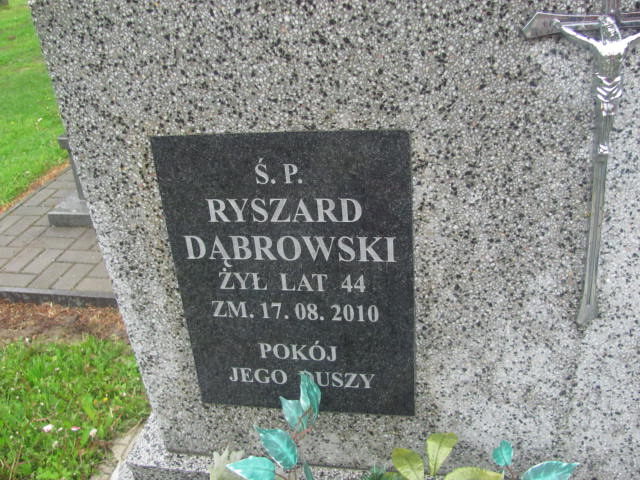 Ś. P.
RYSZARD
DĄBROWSKI
ŻYŁ LAT 44
ZM. 17. 08. 2010
POKÓJ
JEGO DUSZY